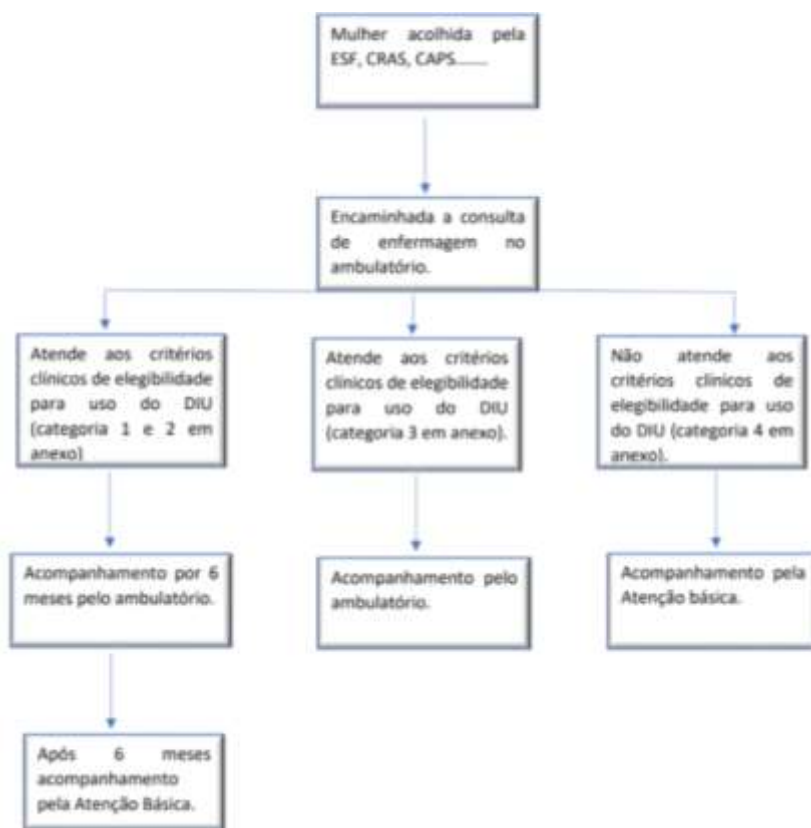 Mulher acolhida pela
ESF, CRAS, CAPS.......
Encaminhada a consulta
de enfermagem no
ambulatório.
Atende aos critérios
clínicos de elegibilidade
para uso do DIU
(categoria 1 e 2 em
anexo)
Atende aos critérios
clínicos de elegibilidade
para uso do DIU
(categoria 3 em anexo).
Não atende aos
critérios clínicos de
elegibilidade para uso
do DIU (categoria 4 em
anexo).
Acompanhamento por 6
meses pelo ambulatório.
Acompanhamento pelo
ambulatório.
Acompanhamento pela
Atenção básica.
Após 6 meses
acompanhamento
pela Atenção Básica.